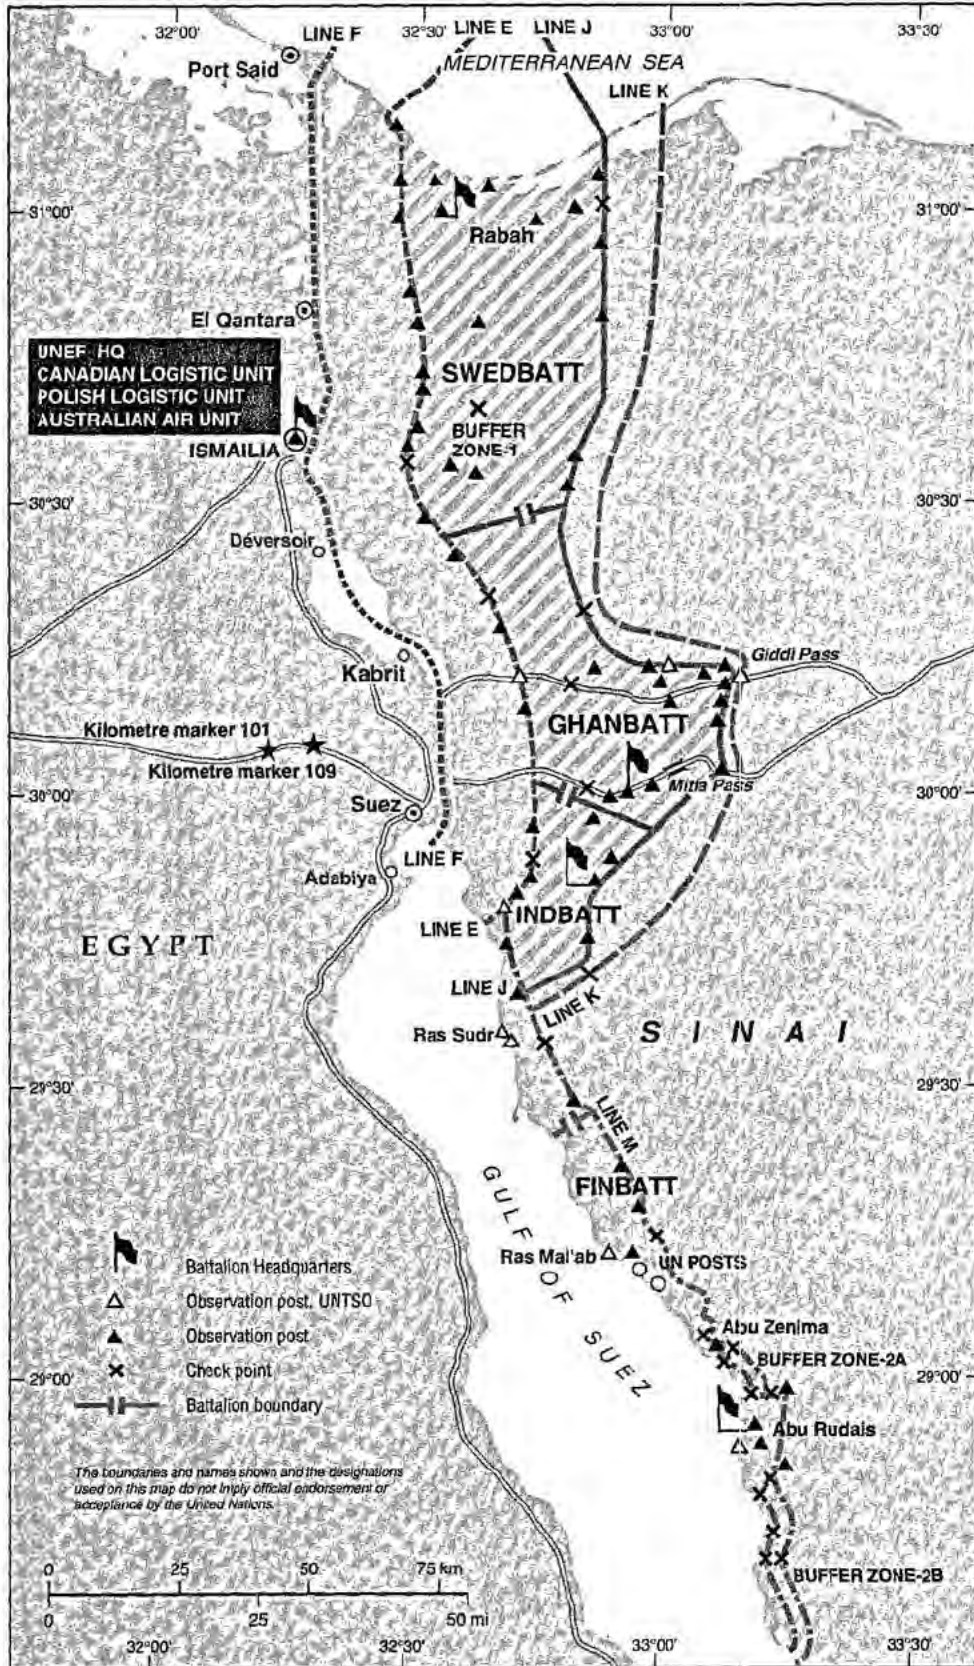 32°00'
32°30'
33°00'
33°30'
LINE F
LINE E
LINE J
MEDITERRANEAN SEA
Port Said
LINE K
31°00'
31°00'
Rabah
El Qantara
UNEF HQ
CANADIAN LOGISTIC UNIT
POLISH LOGISTIC UNIT
AUSTRALIAN AIR UNIT
SWEDBATT
BUFFER
ZONE-1
ISMAILIA
30°30'
30°30'
Déversoir
Kabrit
Giddi Pass
GHANBATT
Kilometre marker 101
Kilometre marker 109
Mitla Pass
30°00'
30°00'
Suez
LINE F
Adabiya
INDBATT
LINE E
EGYPT
LINE J
LINE K
Ras Sudr
SINAI
29°30'
29°30'
LINE M
FINBATT
GULF OF SUEZ
Ras Mal'ab
UN POSTS
Battalion Headquarters
Observation post, UNTSO
Observation post
Check point
Battalion boundary
Abu Zenima
BUFFER ZONE-2A
29°00'
29°00'
Abu Rudais
The boundaries and names shown and the designations
used on this map do not imply official endorsement or
acceptance by the United Nations.
0 25 50 75 km
0 25 50 mi
BUFFER ZONE-2B
32°00'
32°30'
33°00'
33°30'